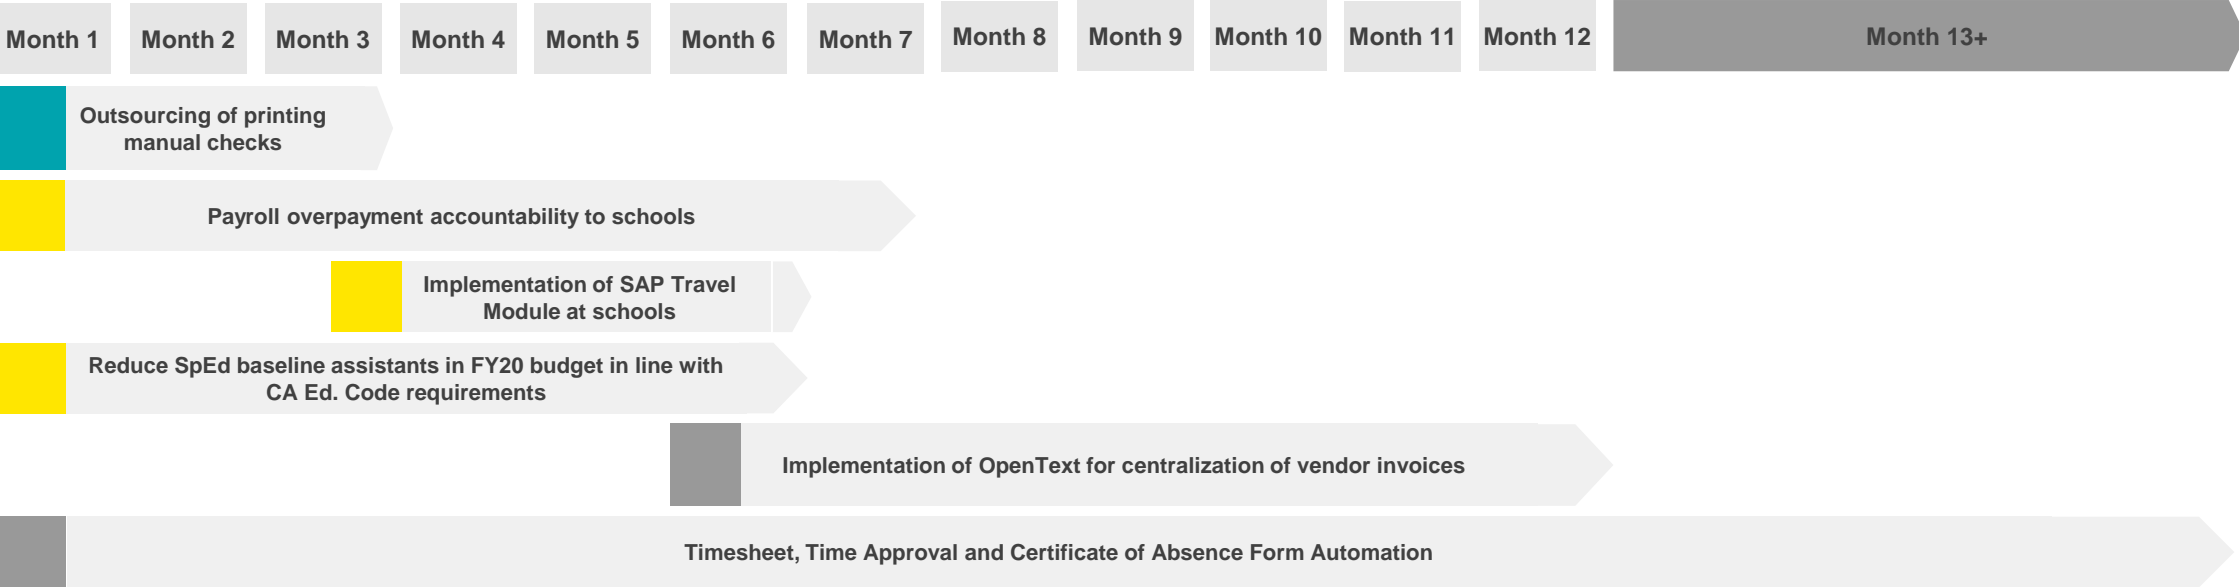 Month 1
Month 2
Month 3
Month 4
Month 5
Month 6
Month 7
Month 8
Month 9
Month 10
Month 11
Month 12
Month 13+
Outsourcing of printing
manual checks
Payroll overpayment accountability to schools
Implementation of SAP Travel
Module at schools
Reduce SpEd baseline assistants in FY20 budget in line with
CA Ed. Code requirements
Implementation of OpenText for centralization of vendor invoices
Timesheet, Time Approval and Certificate of Absence Form Automation